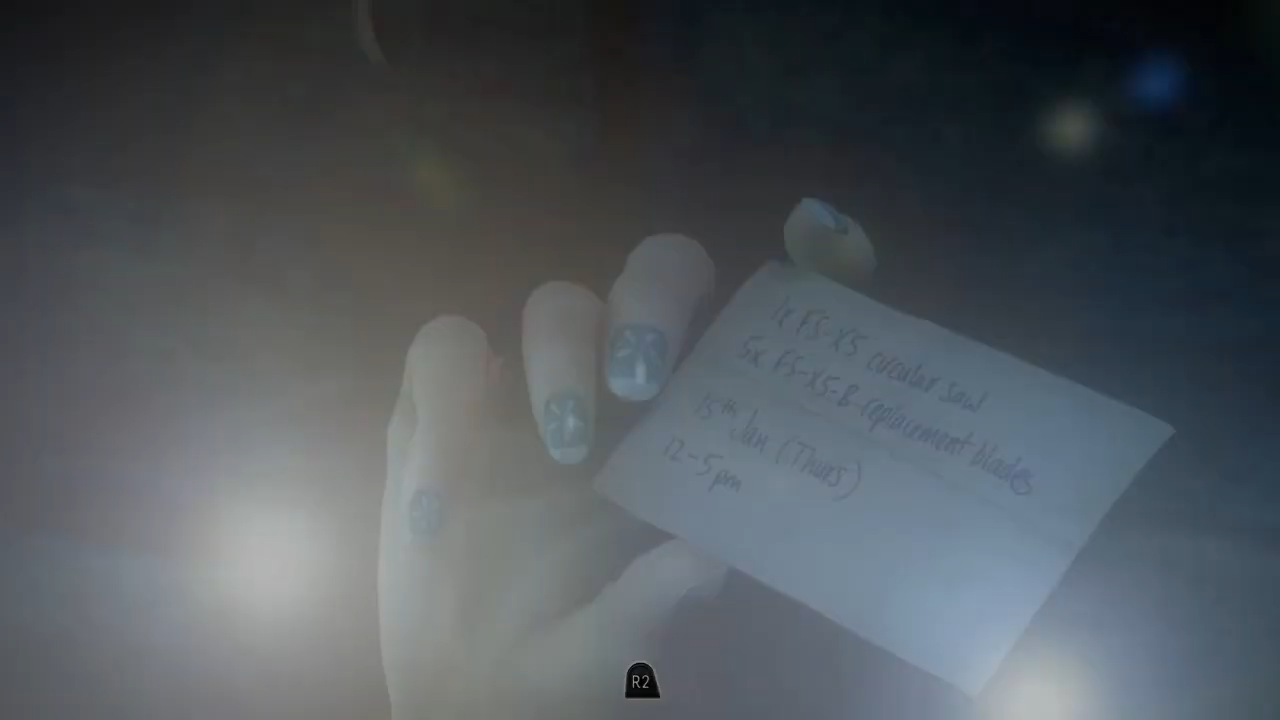 1x FS-X5 circular saw
5x FS-X5-B replacement blades
15th Jan (Thurs)
12-5pm
R2